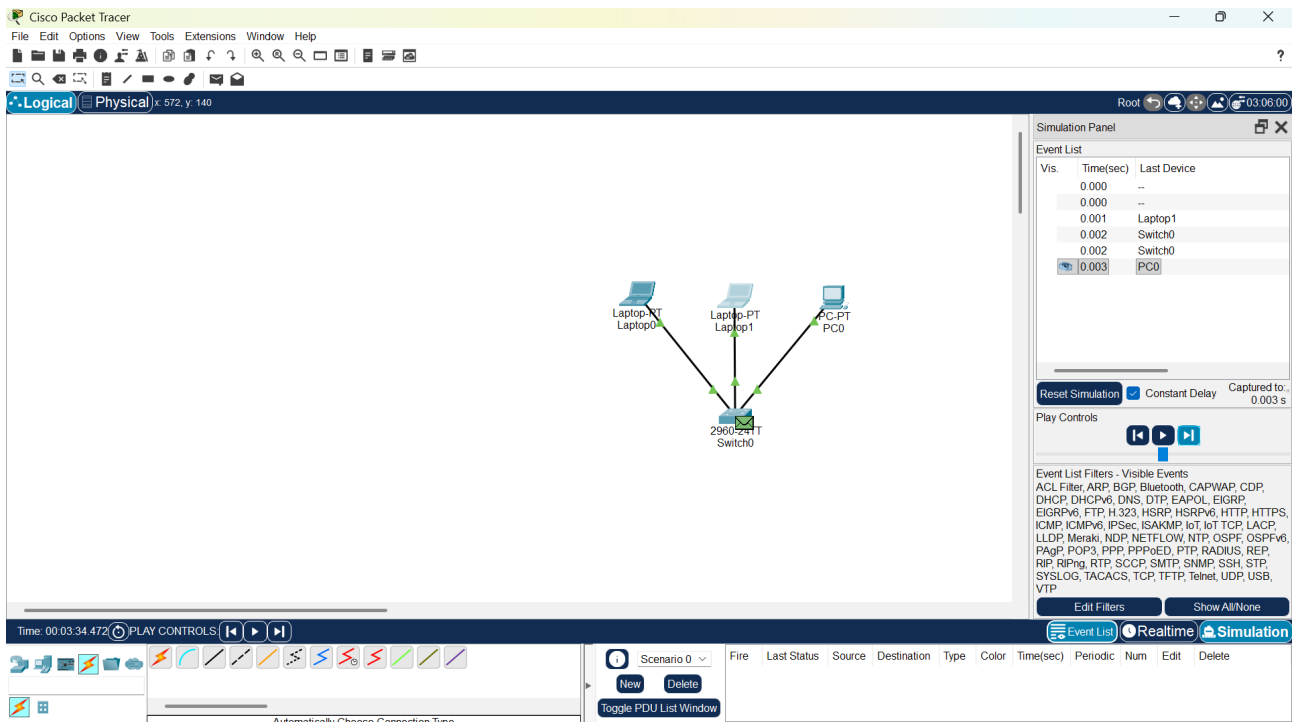 Cisco Packet Tracer
File Edit Options View Tools Extensions Window Help
?
Logical Physical x: 572, y: 140 Root 03:06:00
Simulation Panel
Event List
Vis. Time(sec) Last Device
0.000 --
0.000 --
0.001 Laptop1
0.002 Switch0
0.002 Switch0
0.003 PC0
Laptop-PT
Laptop0
Laptop-PT
Laptop1
PC-PT
PC0
2960-24TT
Switch0
Reset Simulation Constant Delay Captured to:
0.003 s
Play Controls
Event List Filters - Visible Events
ACL Filter, ARP, BGP, Bluetooth, CAPWAP, CDP,
DHCP, DHCPv6, DNS, DTP, EAPOL, EIGRP,
EIGRPv6, FTP, H.323, HSRP, HSRPv6, HTTP, HTTPS,
ICMP, ICMPv6, IPSec, ISAKMP, IoT, IoT TCP, LACP,
LLDP, Meraki, NDP, NETFLOW, NTP, OSPF, OSPFv6,
PAgP, POP3, PPP, PPPoED, PTP, RADIUS, REP,
RIP, RIPng, RTP, SCCP, SMTP, SNMP, SSH, STP,
SYSLOG, TACACS, TCP, TFTP, Telnet, UDP, USB,
VTP
Edit Filters Show All/None
Time: 00:03:34.472 PLAY CONTROLS: Event List Realtime Simulation
Scenario 0 Fire Last Status Source Destination Type Color Time(sec) Periodic Num Edit Delete
New Delete
Toggle PDU List Window
Automatically Choose Connection Type